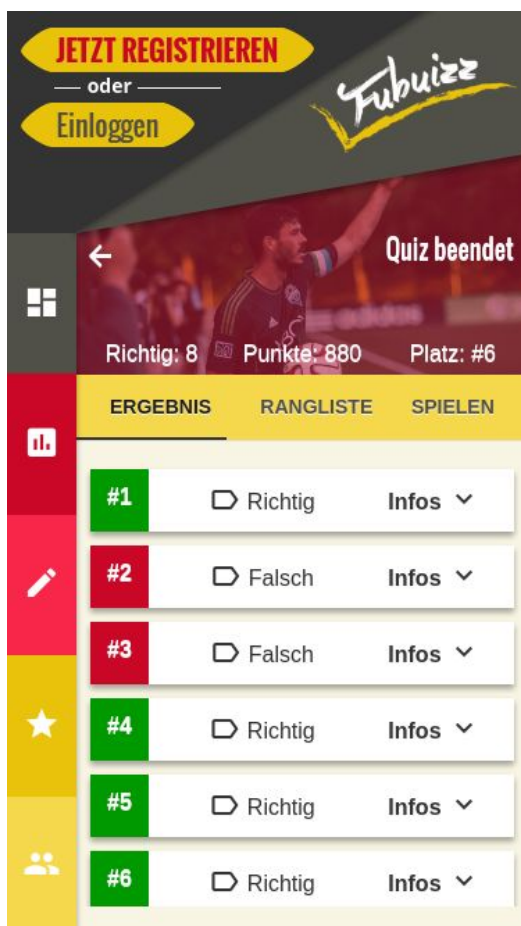 JETZT REGISTRIEREN
oder
Einloggen
Fubuizz
Quiz beendet
Richtig: 8 Punkte: 880 Platz: #6
ERGEBNIS RANGLISTE SPIELEN
#1 Richtig Infos
#2 Falsch Infos
#3 Falsch Infos
#4 Richtig Infos
#5 Richtig Infos
#6 Richtig Infos